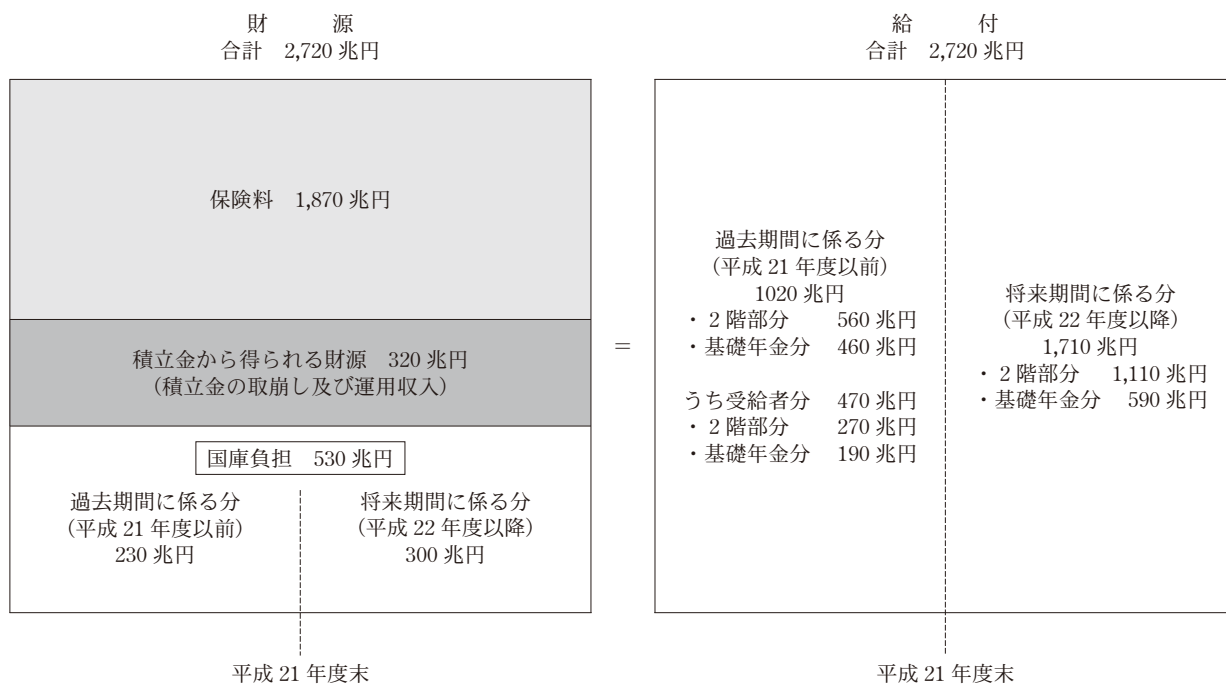 財 源
合計 2,720 兆円
保険料 1,870 兆円
積立金から得られる財源 320 兆円
(積立金の取崩し及び運用収入)
国庫負担 530 兆円
過去期間に係る分
(平成 21 年度以前)
230 兆円
将来期間に係る分
(平成 22 年度以降)
300 兆円
平成 21 年度末
=
給 付
合計 2,720 兆円
過去期間に係る分
(平成 21 年度以前)
1020 兆円
・2 階部分 560 兆円
・基礎年金分 460 兆円
うち受給者分 470 兆円
・2 階部分 270 兆円
・基礎年金分 190 兆円
将来期間に係る分
(平成 22 年度以降)
1,710 兆円
・2 階部分 1,110 兆円
・基礎年金分 590 兆円
平成 21 年度末